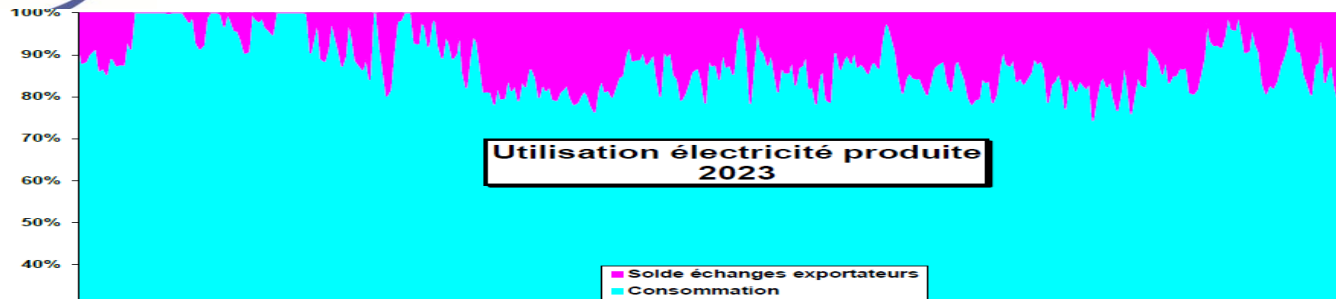 100%
90%
80%
70%
60%
50%
40%
Utilisation électricité produite
2023
Solde échanges exportateurs
Consommation